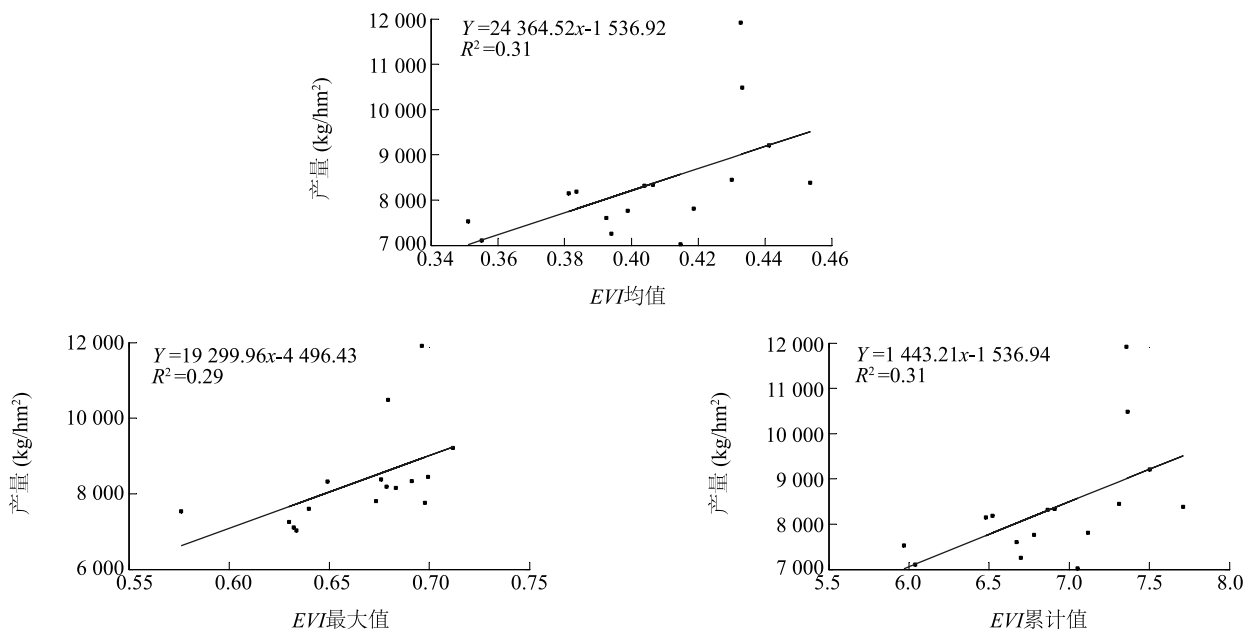 Y=24 364.52x-1 536.92
R²=0.31
产量 (kg/hm²)
12 000
11 000
10 000
9 000
8 000
7 000
0.34 0.36 0.38 0.40 0.42 0.44 0.46
EVI均值
Y=19 299.96x-4 496.43
R²=0.29
产量 (kg/hm²)
12 000
10 000
8 000
6 000
0.55 0.60 0.65 0.70 0.75
EVI最大值
Y=1 443.21x-1 536.94
R²=0.31
产量 (kg/hm²)
12 000
11 000
10 000
9 000
8 000
7 000
5.5 6.0 6.5 7.0 7.5 8.0
EVI累计值